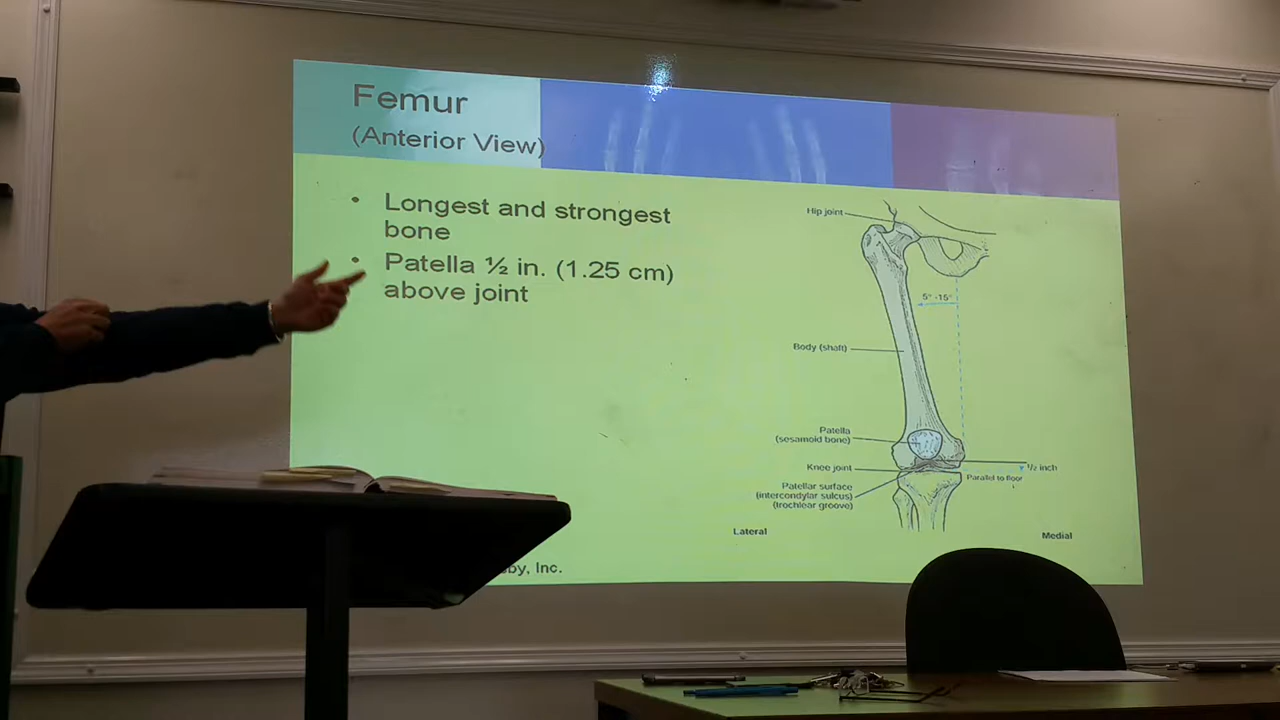 Femur
(Anterior View)
• Longest and strongest
bone
• Patella ½ in. (1.25 cm)
above joint
Hip joint
5° -15°
Body (shaft)
Patella
(sesamoid bone)
Knee joint
½ inch
Parallel to floor
Patellar surface
(intercondylar sulcus)
(trochlear groove)
Lateral
Medial
Inc.